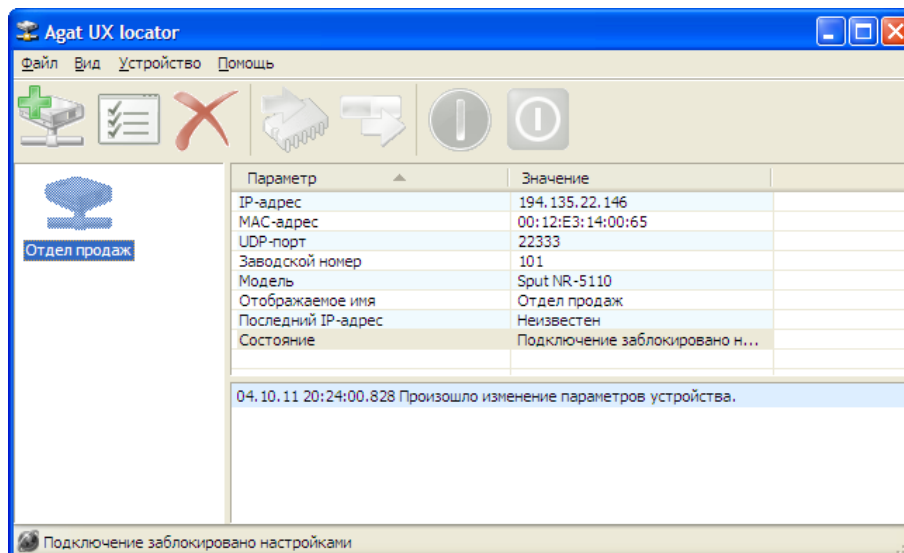 Agat UX locator
Файл Вид Устройство Помощь
Параметр Значение
IP-адрес 194.135.22.146
MAC-адрес 00:12:E3:14:00:65
UDP-порт 22333
Заводской номер 101
Модель Sput NR-5110
Отображаемое имя Отдел продаж
Последний IP-адрес Неизвестен
Состояние Подключение заблокировано н...
Отдел продаж
04.10.11 20:24:00.828 Произошло изменение параметров устройства.
Подключение заблокировано настройками